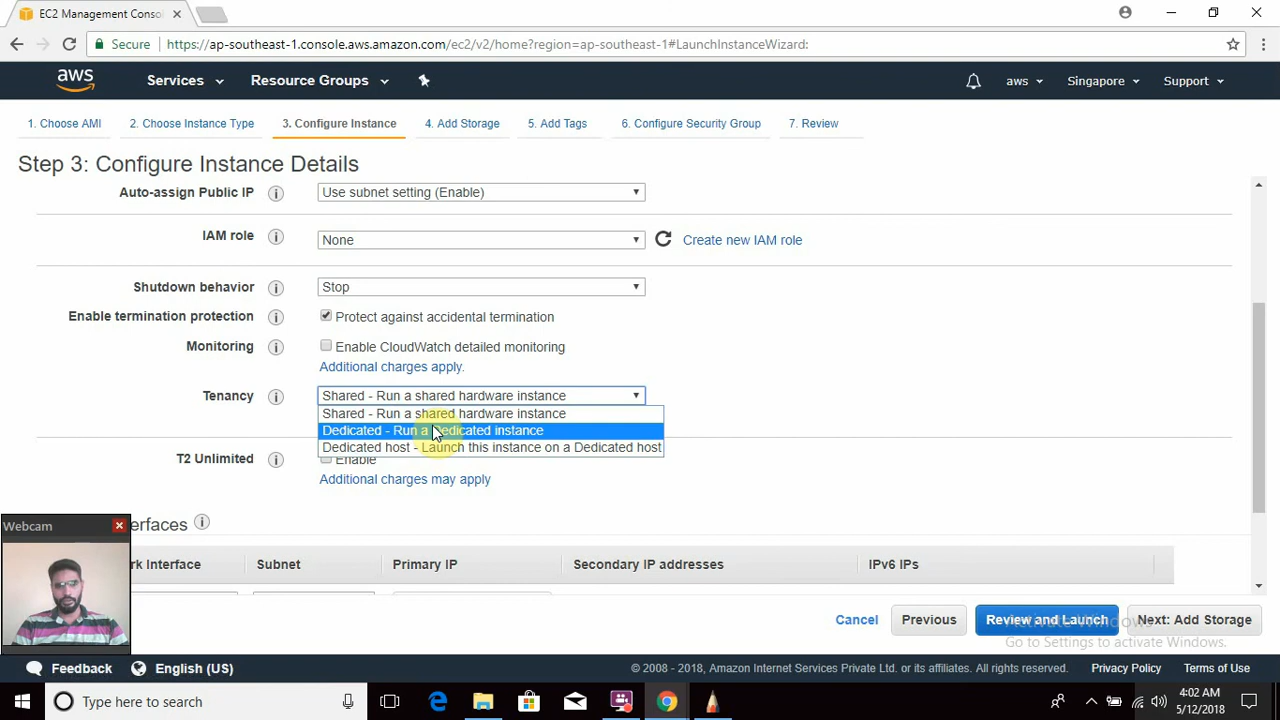 EC2 Management Conso
Secure
https://ap-southeast-1.console.aws.amazon.com/ec2/v2/home?region=ap-southeast-1#LaunchInstanceWizard:
aws
Services
Resource Groups
aws
Singapore
Support
1. Choose AMI
2. Choose Instance Type
3. Configure Instance
4. Add Storage
5. Add Tags
6. Configure Security Group
7. Review
Step 3: Configure Instance Details
Auto-assign Public IP
Use subnet setting (Enable)
IAM role
None
Create new IAM role
Shutdown behavior
Stop
Enable termination protection
Protect against accidental termination
Monitoring
Enable CloudWatch detailed monitoring
Additional charges apply.
Tenancy
Shared - Run a shared hardware instance
Shared - Run a shared hardware instance
Dedicated - Run a Dedicated instance
Dedicated host - Launch this instance on a Dedicated host
T2 Unlimited
Enable
Additional charges may apply
Webcam
erfaces
rk Interface
Subnet
Primary IP
Secondary IP addresses
IPv6 IPs
Cancel
Previous
Review and Launch
Next: Add Storage
Activate Windows
Go to Settings to activate Windows.
Feedback
English (US)
© 2008 - 2018, Amazon Internet Services Private Ltd. or its affiliates. All rights reserved.
Privacy Policy
Terms of Use
Type here to search
4:02 AM
5/12/2018